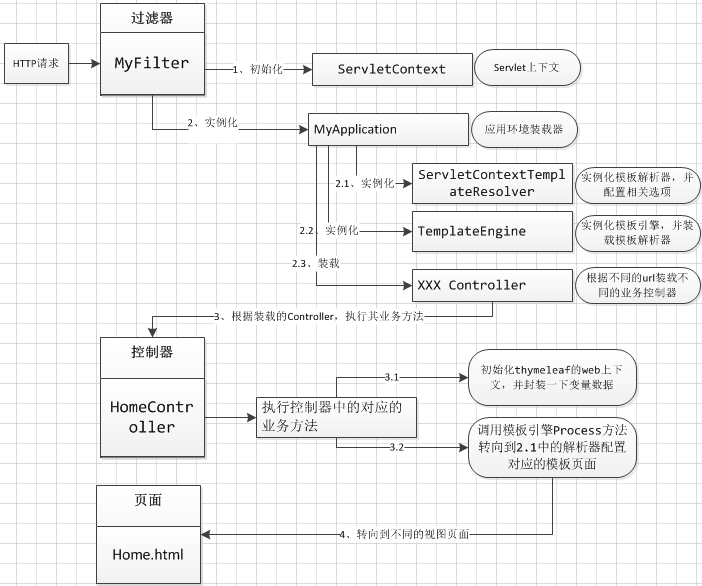 过滤器
HTTP请求
MyFilter
1、初始化
ServletContext
Servlet上下文
2、实例化
MyApplication
应用环境装载器
2.1、实例化
ServletContextTempl
ateResolver
实例化模板解析器，并
配置相关选项
2.2、实例化
TemplateEngine
实例化模板引擎，并装
载模板解析器
2.3、装载
XXX Controller
根据不同的url装载不
同的业务控制器
3、根据装载的Controller，执行其业务方法
控制器
HomeContr
oller
执行控制器中的对应的
业务方法
3.1
初始化thymeleaf的web上下
文，并封装一下变量数据
3.2
调用模板引擎Process方法
转向到2.1中的解析器配置
对应的模板页面
页面
Home.html
4、转向到不同的视图页面